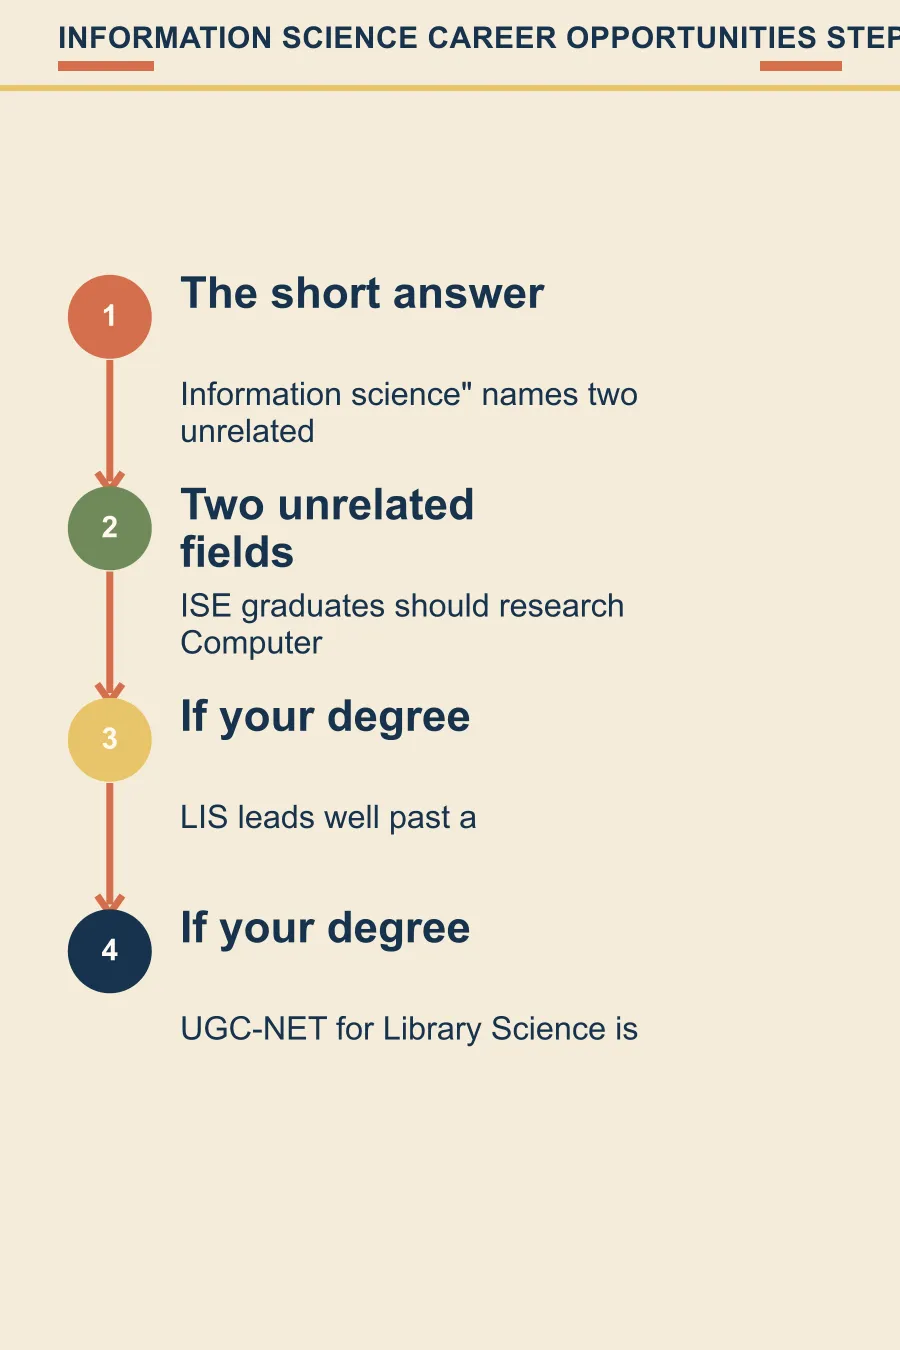 INFORMATION SCIENCE CAREER OPPORTUNITIES STEP
1
The short answer
Information science" names two
unrelated
2
Two unrelated
fields
ISE graduates should research
Computer
3
If your degree
LIS leads well past a
4
If your degree
UGC-NET for Library Science is